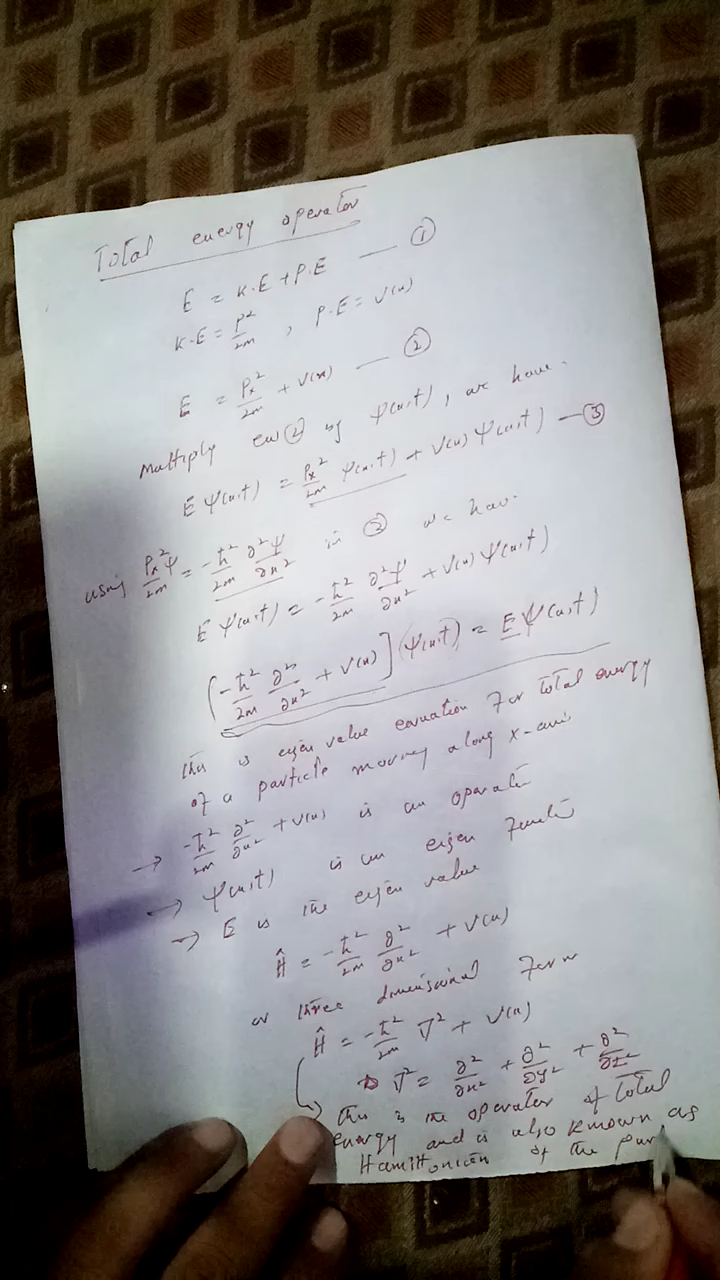 Total energy operator
E = K.E + P.E — ①
K.E = P²/2m , P.E = V(x)
E = Pₓ²/2m + V(x) — ②
Multiply eq ② by ψ(x,t), we have.
E ψ(x,t) = Pₓ²/2m ψ(x,t) + V(x) ψ(x,t) — ③
using Pₓ²/2m ψ = -ħ²/2m ∂²ψ/∂x² in ③ we hav.
E ψ(x,t) = -ħ²/2m ∂²ψ/∂x² + V(x) ψ(x,t)
(-ħ²/2m ∂²/∂x² + V(x)] (ψ(x,t) = E ψ(x,t)
this is eigen value equation for total energy
of a particle moving along x-axis
→ -ħ²/2m ∂²/∂x² + V(x) is an operator
→ ψ(x,t) is an eigen function
→ E is the eigen value
Ĥ = -ħ²/2m ∂²/∂x² + V(x)
or three dimensional form
Ĥ = -ħ²/2m ∇² + V(x)
∇² = ∂²/∂x² + ∂²/∂y² + ∂²/∂z²
this is the operator of total
energy and is also known as
Hamiltonian of the par